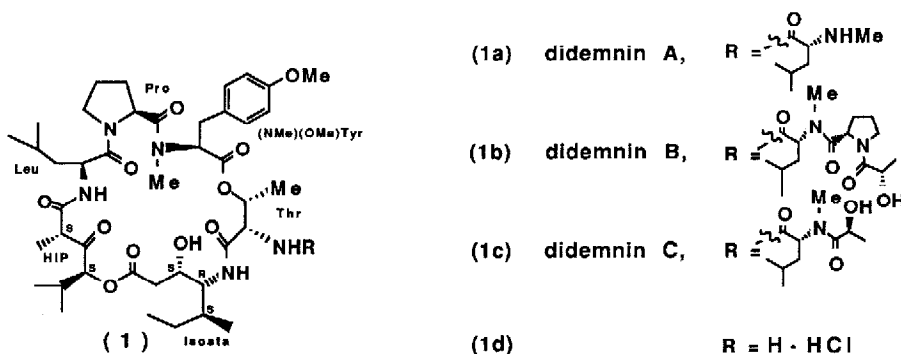 OMe
Pro
O
O
(NMe)(OMe)Tyr
N
N
O
O
Me
Leu
O
Me
NH
O
Thr
O
S
O
OH
NHR
HIP
S
O
S
R
NH
O
S
(1)
Isosta
(1a) didemnin A, R =
O
NHMe
(1b) didemnin B, R =
Me
O
N
O
N
O
OH
(1c) didemnin C, R =
Me
OH
O
N
O
(1d) R = H · HCl